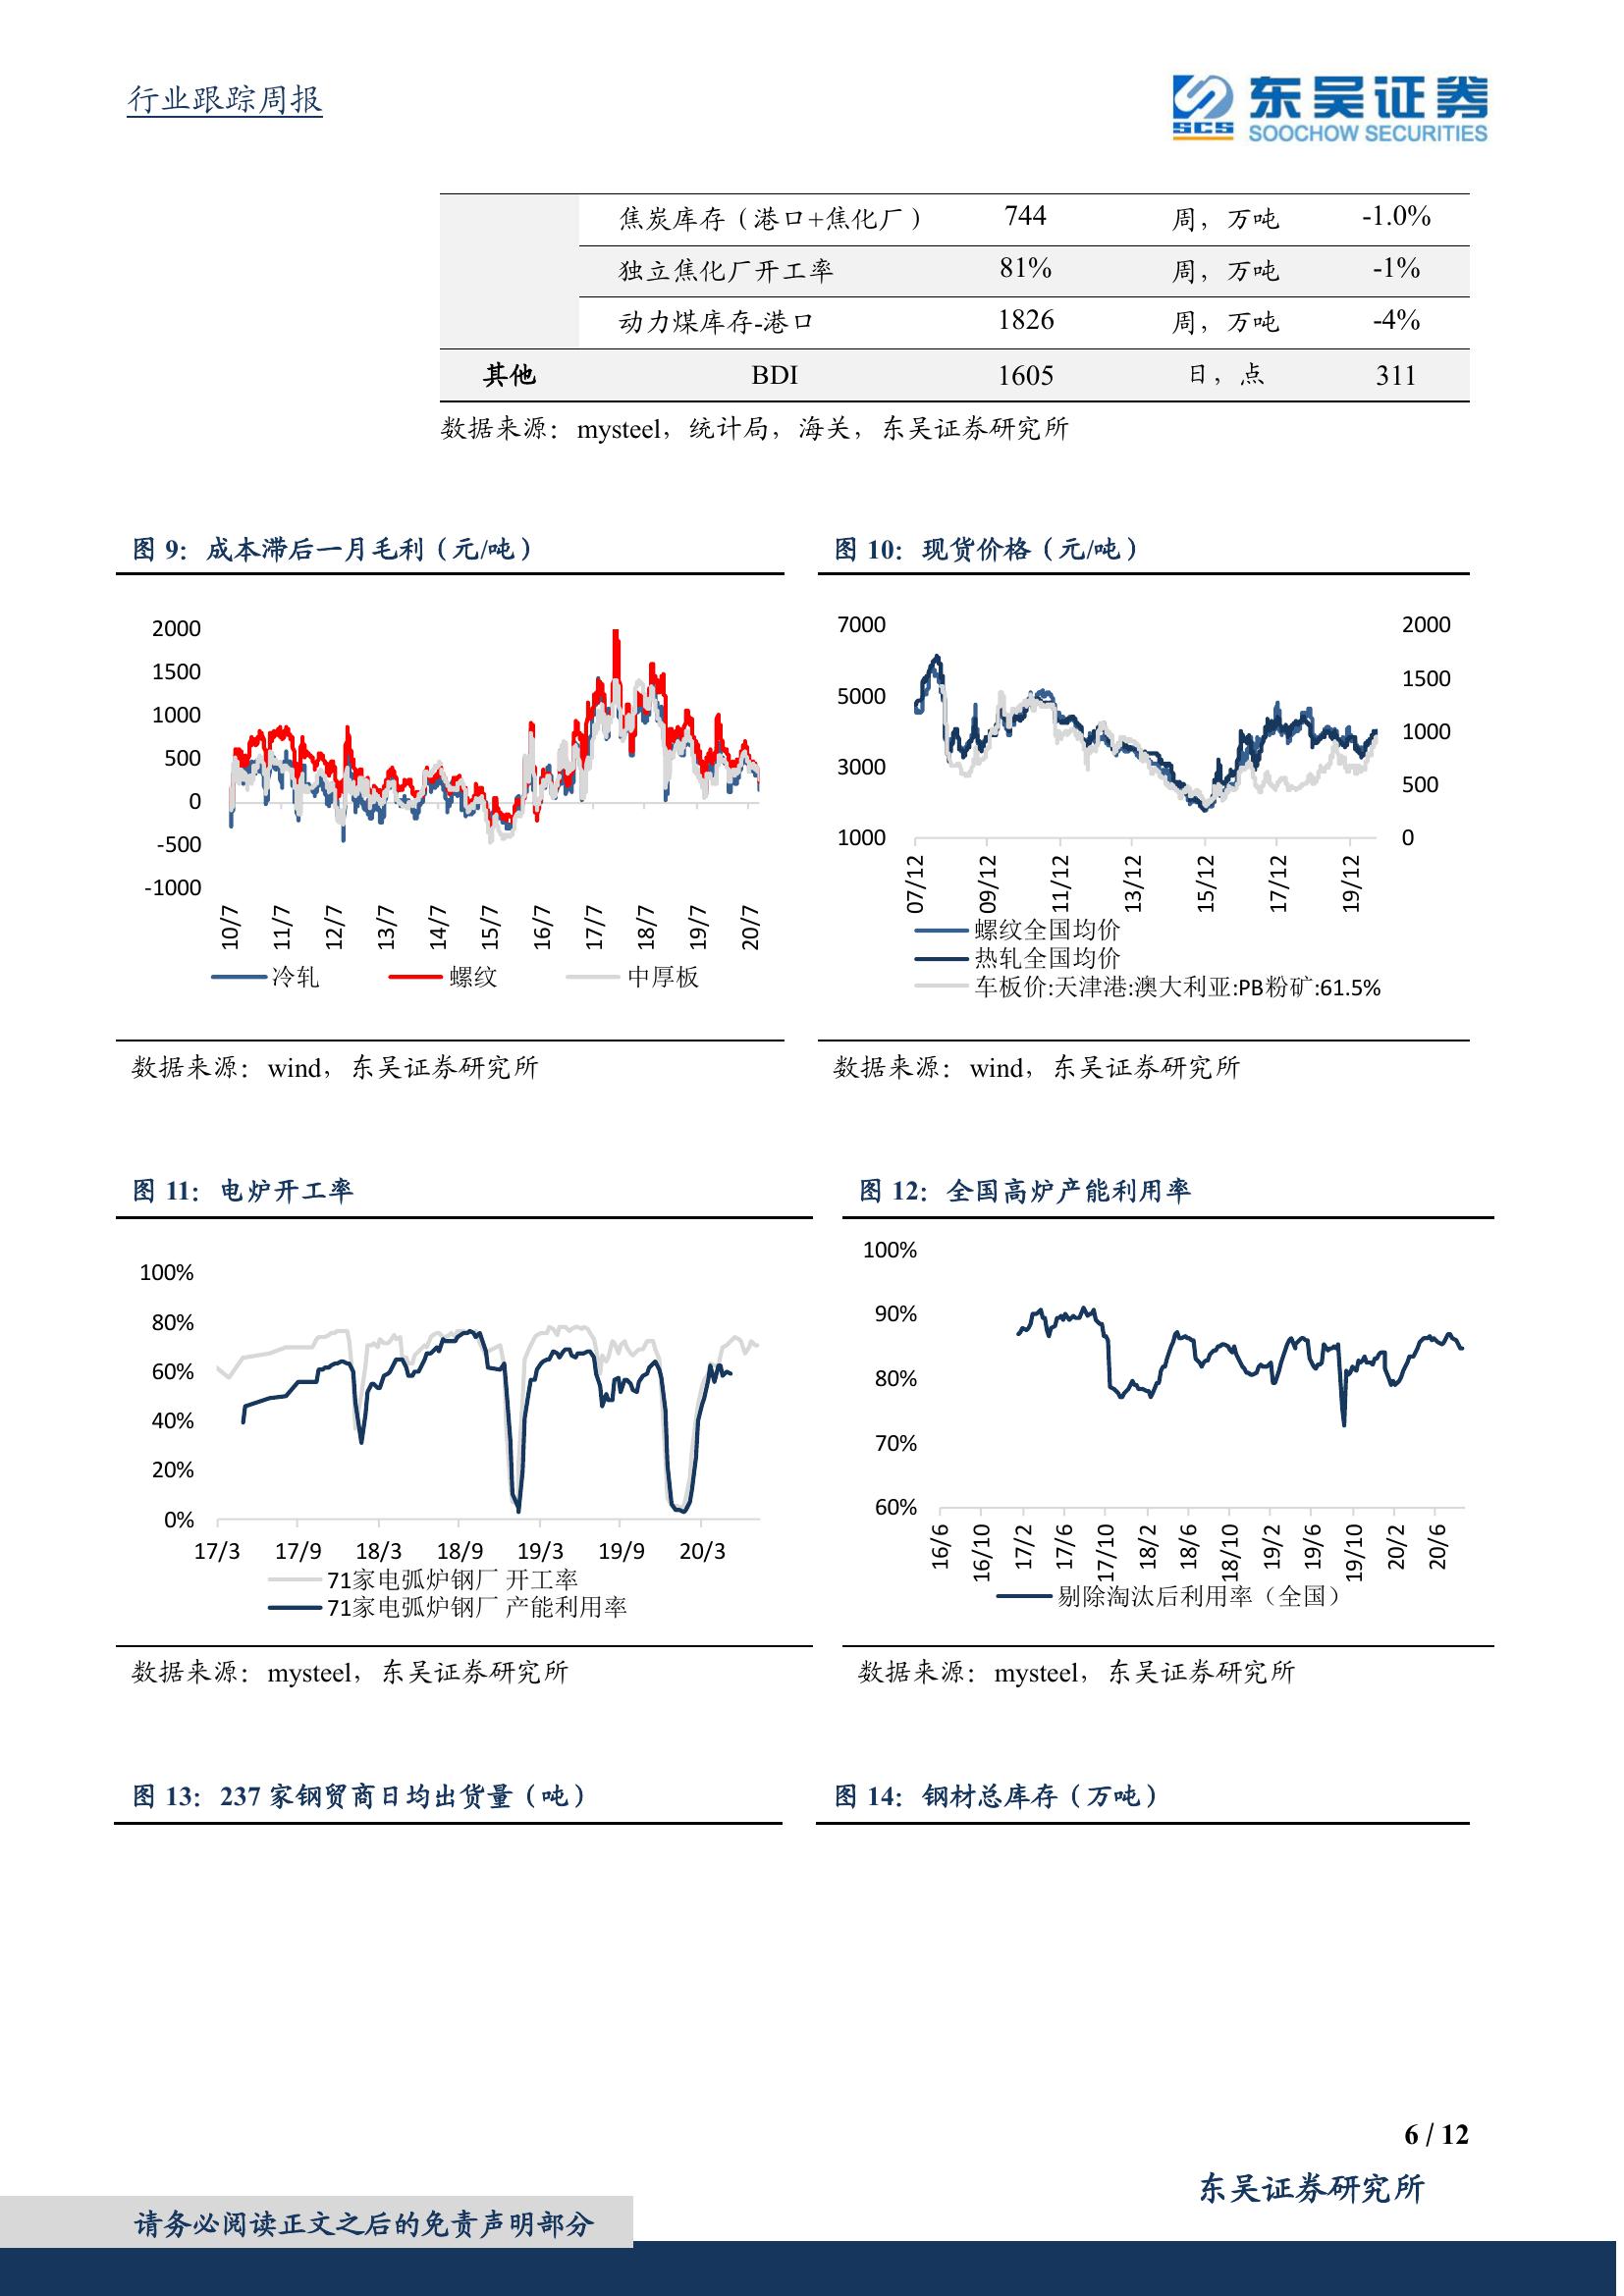 行业跟踪周报
东吴证券
SCS
SOOCHOW SECURITIES
焦炭库存（港口+焦化厂） 744 周，万吨 -1.0%
独立焦化厂开工率 81% 周，万吨 -1%
动力煤库存-港口 1826 周，万吨 -4%
其他 BDI 1605 日，点 311
数据来源：mysteel，统计局，海关，东吴证券研究所
图 9：成本滞后一月毛利（元/吨）
2000
1500
1000
500
0
-500
-1000
10/7 11/7 12/7 13/7 14/7 15/7 16/7 17/7 18/7 19/7 20/7
冷轧 螺纹 中厚板
数据来源：wind，东吴证券研究所
图 10：现货价格（元/吨）
7000 2000
5000 1500
3000 1000
1000 500
0
07/12 09/12 11/12 13/12 15/12 17/12 19/12
螺纹全国均价
热轧全国均价
车板价:天津港:澳大利亚:PB粉矿:61.5%
数据来源：wind，东吴证券研究所
图 11：电炉开工率
100%
80%
60%
40%
20%
0%
17/3 17/9 18/3 18/9 19/3 19/9 20/3
71家电弧炉钢厂 开工率
71家电弧炉钢厂 产能利用率
数据来源：mysteel，东吴证券研究所
图 12：全国高炉产能利用率
100%
90%
80%
70%
60%
16/6 16/10 17/2 17/6 17/10 18/2 18/6 18/10 19/2 19/6 19/10 20/2 20/6
剔除淘汰后利用率（全国）
数据来源：mysteel，东吴证券研究所
图 13：237 家钢贸商日均出货量（吨）
图 14：钢材总库存（万吨）
6 / 12
东吴证券研究所
请务必阅读正文之后的免责声明部分